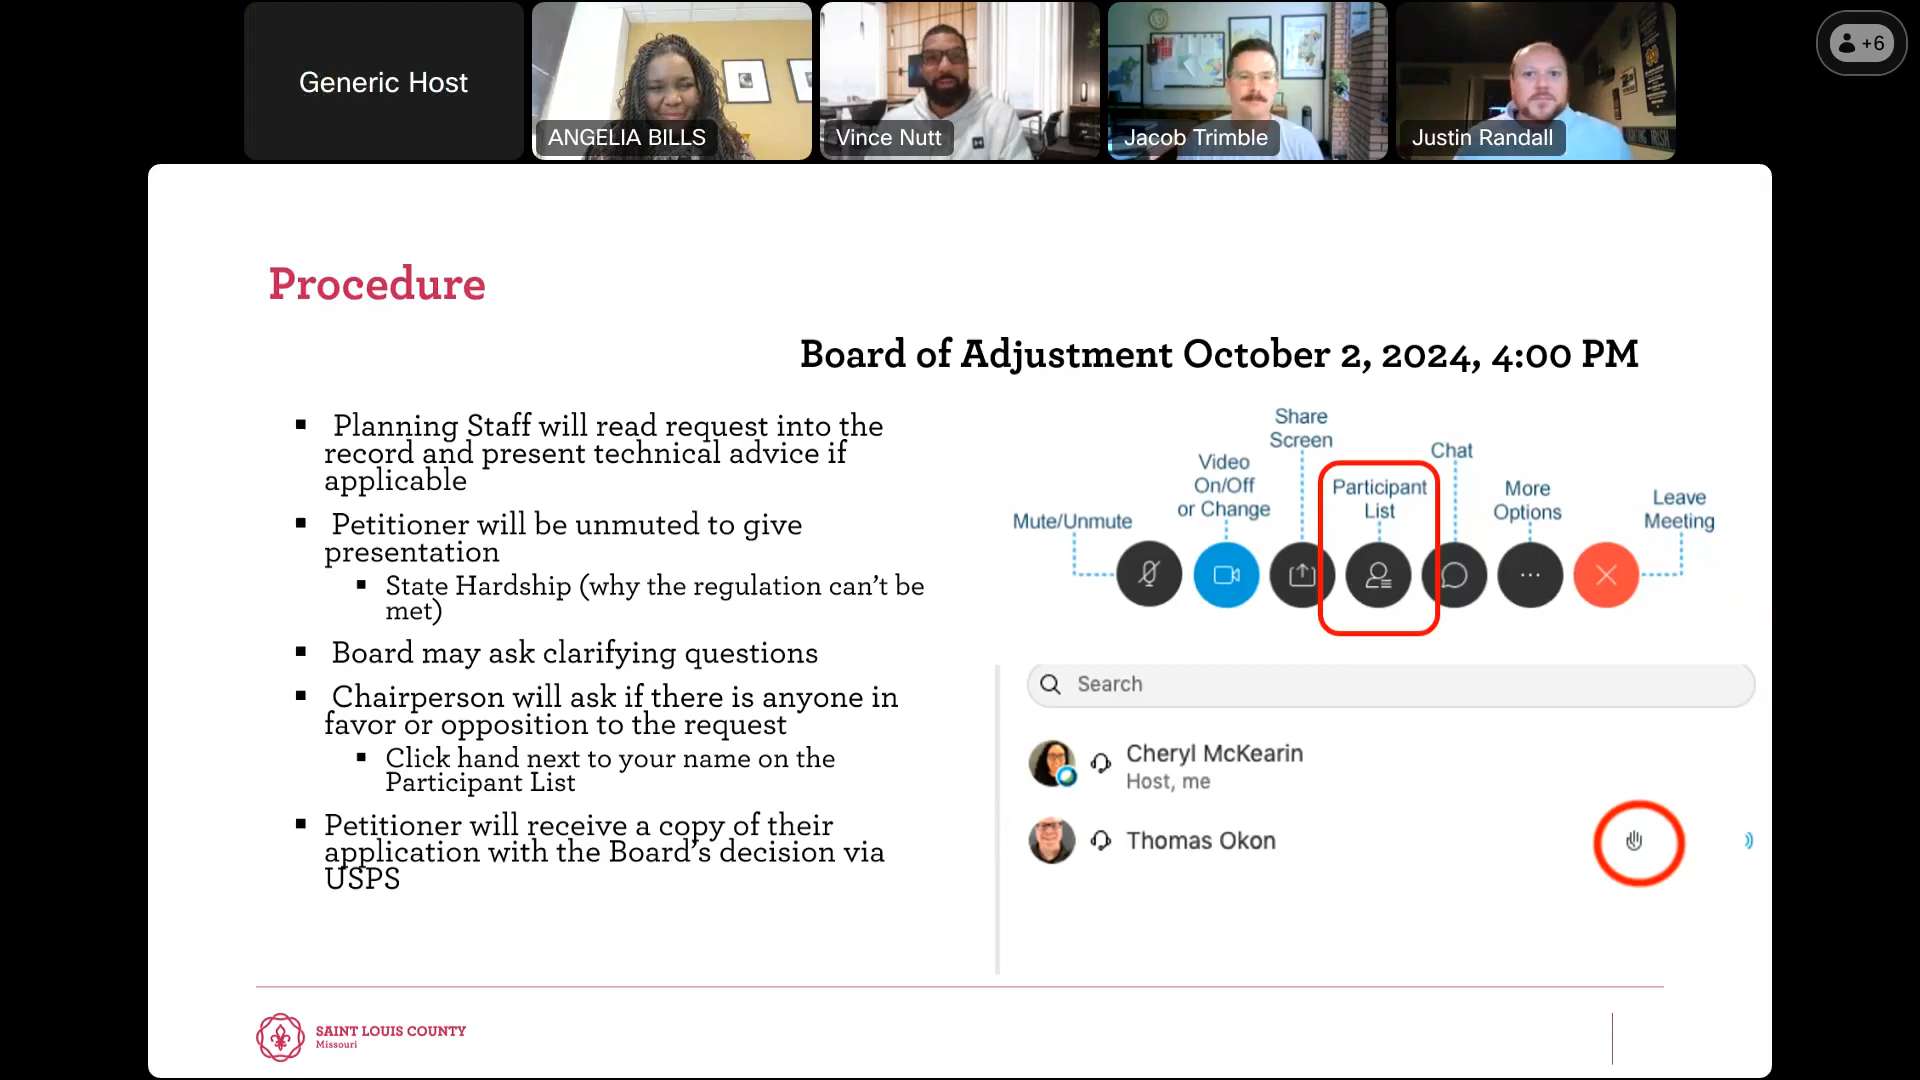 Generic Host
ANGELIA BILLS
Vince Nutt
Jacob Trimble
Justin Randall
+6
Procedure
Board of Adjustment October 2, 2024, 4:00 PM
▪ Planning Staff will read request into the
record and present technical advice if
applicable
▪ Petitioner will be unmuted to give
presentation
▪ State Hardship (why the regulation can't be
met)
▪ Board may ask clarifying questions
▪ Chairperson will ask if there is anyone in
favor or opposition to the request
▪ Click hand next to your name on the
Participant List
▪ Petitioner will receive a copy of their
application with the Board's decision via
USPS
Mute/Unmute
Video
On/Off
or Change
Share
Screen
Participant
List
Chat
More
Options
Leave
Meeting
Search
Cheryl McKearin
Host, me
Thomas Okon
SAINT LOUIS COUNTY
Missouri